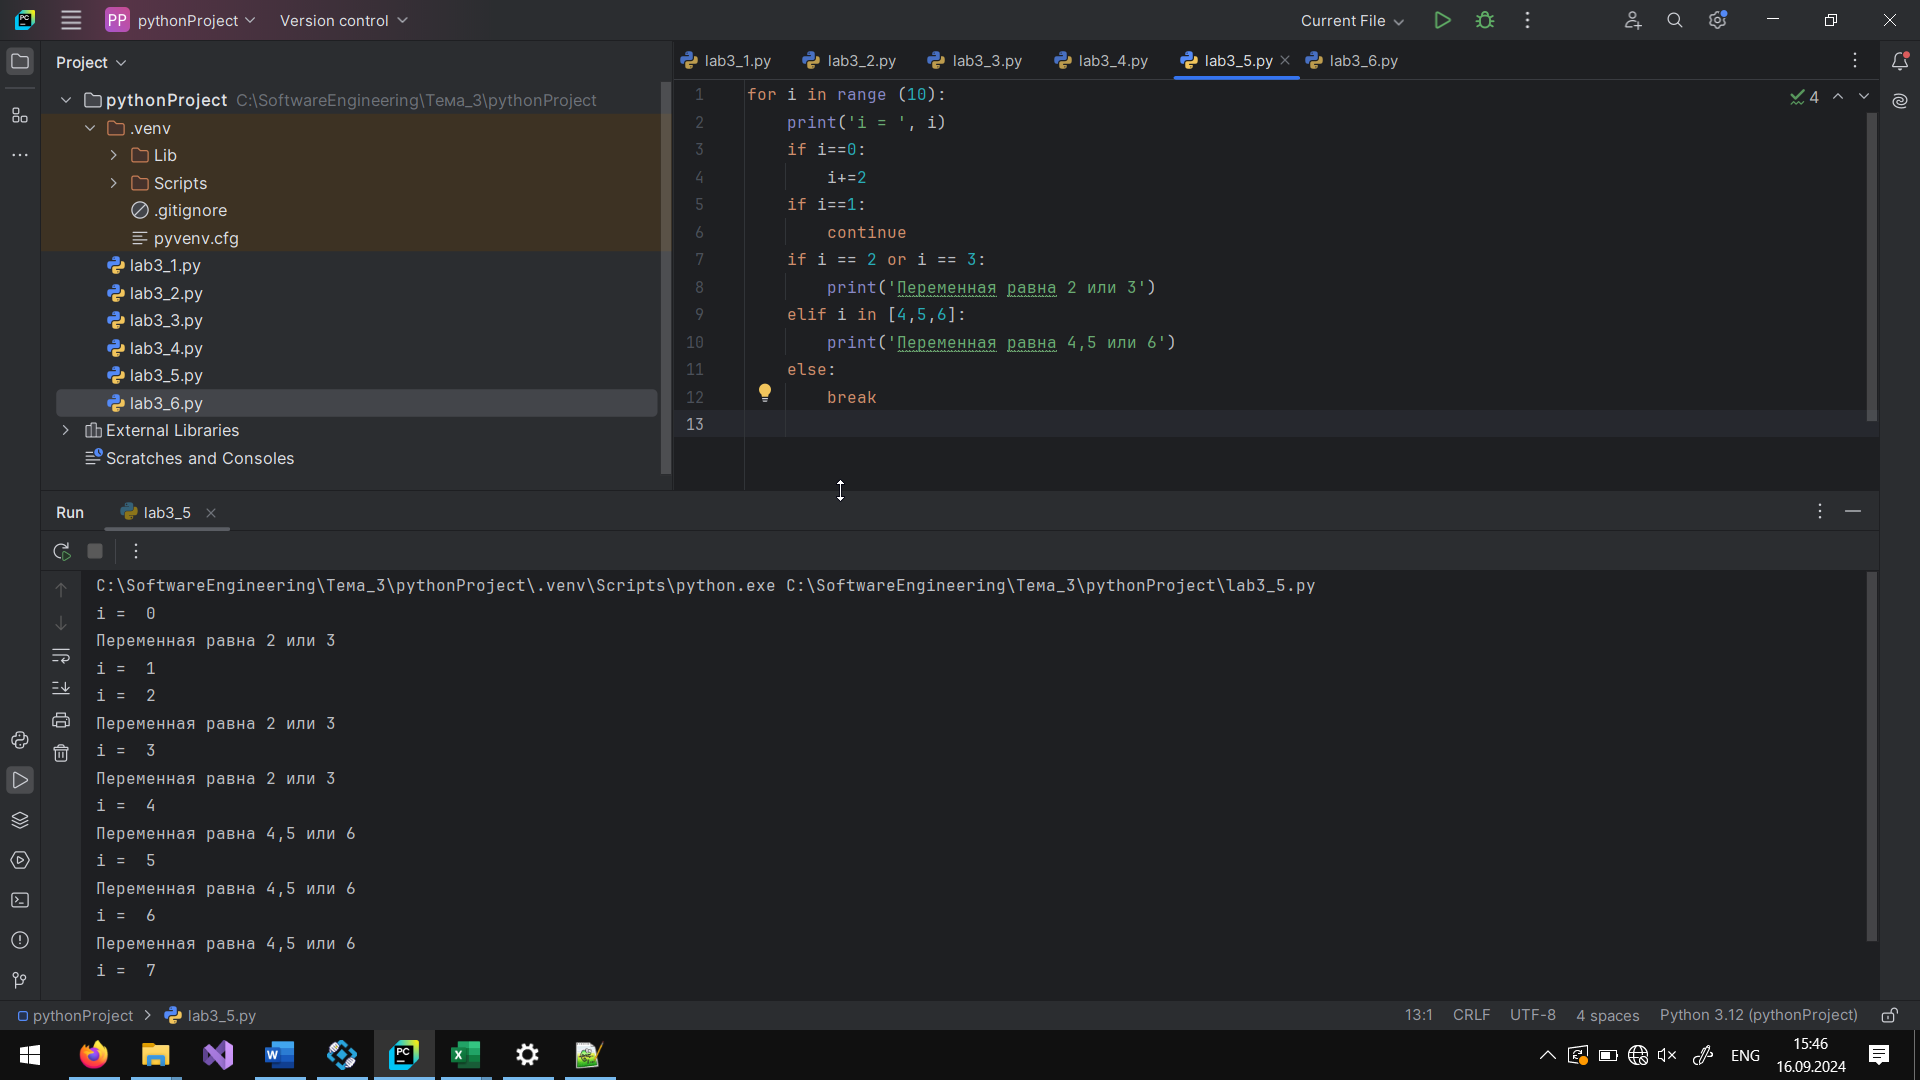 PP pythonProject Version control Current File
Project
pythonProject C:\SoftwareEngineering\Тема_3\pythonProject
.venv
Lib
Scripts
.gitignore
pyvenv.cfg
lab3_1.py
lab3_2.py
lab3_3.py
lab3_4.py
lab3_5.py
lab3_6.py
External Libraries
Scratches and Consoles
lab3_1.py lab3_2.py lab3_3.py lab3_4.py lab3_5.py lab3_6.py
4
1 for i in range (10):
2     print('i = ', i)
3     if i==0:
4         i+=2
5     if i==1:
6         continue
7     if i == 2 or i == 3:
8         print('Переменная равна 2 или 3')
9     elif i in [4,5,6]:
10         print('Переменная равна 4,5 или 6')
11     else:
12         break
13
Run lab3_5
C:\SoftwareEngineering\Тема_3\pythonProject\.venv\Scripts\python.exe C:\SoftwareEngineering\Тема_3\pythonProject\lab3_5.py
i =  0
Переменная равна 2 или 3
i =  1
i =  2
Переменная равна 2 или 3
i =  3
Переменная равна 2 или 3
i =  4
Переменная равна 4,5 или 6
i =  5
Переменная равна 4,5 или 6
i =  6
Переменная равна 4,5 или 6
i =  7
pythonProject > lab3_5.py 13:1 CRLF UTF-8 4 spaces Python 3.12 (pythonProject)
ENG
15:46
16.09.2024